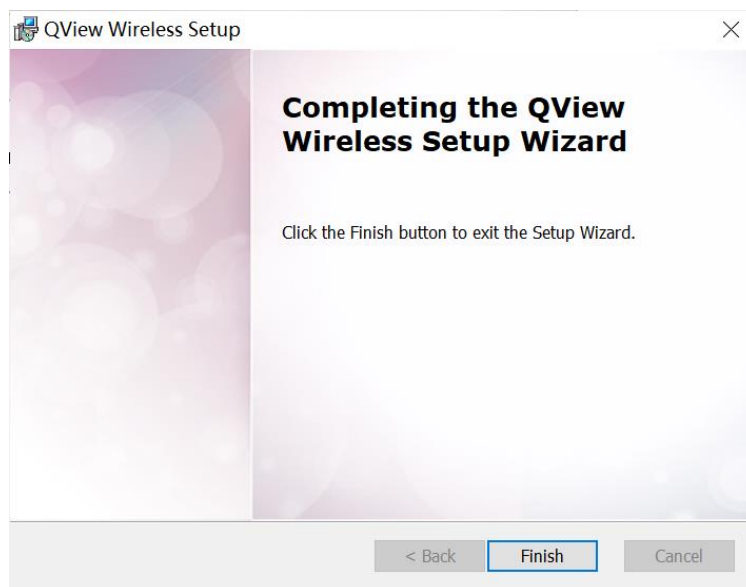 QView Wireless Setup
Completing the QView
Wireless Setup Wizard
Click the Finish button to exit the Setup Wizard.
< Back Finish Cancel